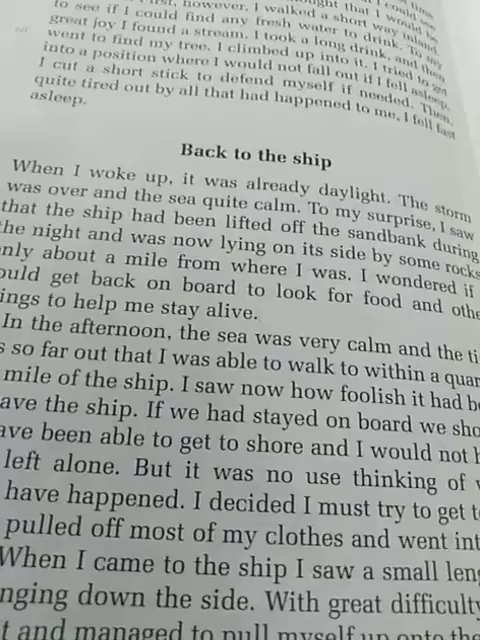 first, however, I walked a short way inland,
to see if I could find any fresh water to drink. To my
great joy I found a stream. I took a long drink, and then
went to find my tree. I climbed up into it. I tried to get
into a position where I would not fall out if I fell asleep.
I cut a short stick to defend myself if needed. Then,
quite tired out by all that had happened to me, I fell fast
asleep.
Back to the ship
When I woke up, it was already daylight. The storm
was over and the sea quite calm. To my surprise, I saw
that the ship had been lifted off the sandbank during
the night and was now lying on its side by some rocks
nly about a mile from where I was. I wondered if
ould get back on board to look for food and othe
ings to help me stay alive.
In the afternoon, the sea was very calm and the ti
s so far out that I was able to walk to within a quar
mile of the ship. I saw now how foolish it had b
ave the ship. If we had stayed on board we sho
ave been able to get to shore and I would not h
left alone. But it was no use thinking of
have happened. I decided I must try to get t
pulled off most of my clothes and went int
When I came to the ship I saw a small leng
nging down the side. With great difficulty
t and managed to pull myself up onto the